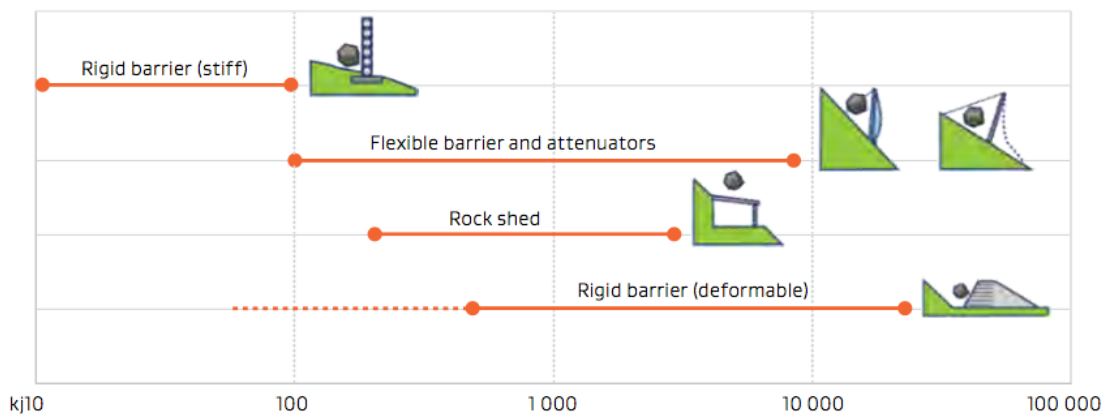 Rigid barrier (stiff)
Flexible barrier and attenuators
Rock shed
Rigid barrier (deformable)
kj10 100 1 000 10 000 100 000